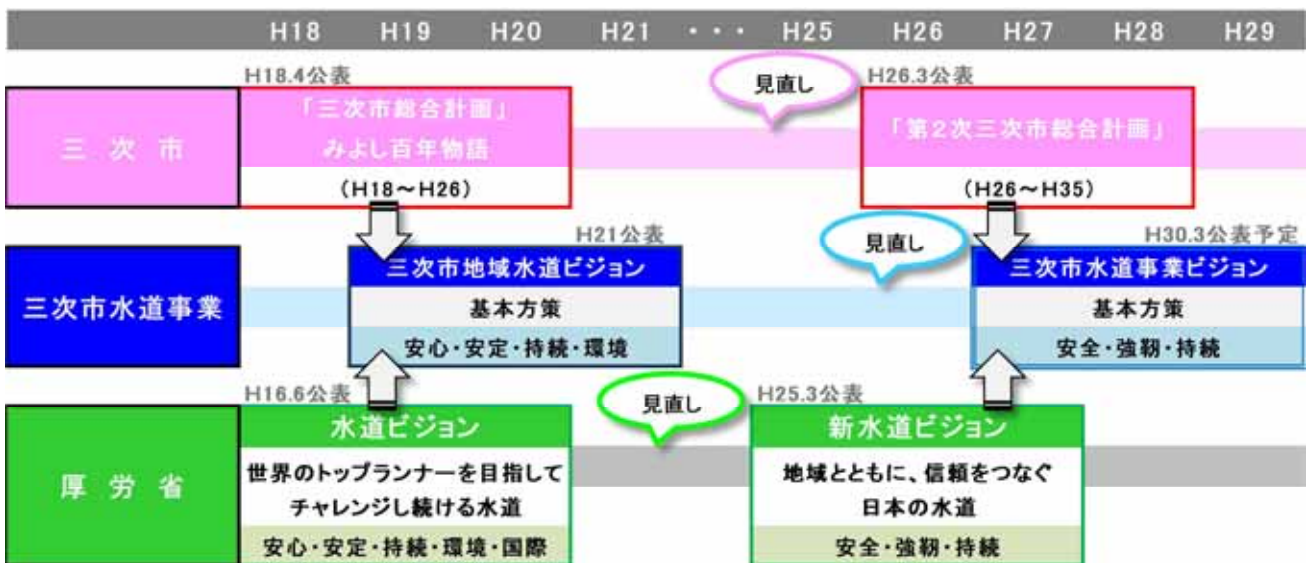 H18 H19 H20 H21 ・・・ H25 H26 H27 H28 H29
H18.4公表
見直し
H26.3公表
三次市
「三次市総合計画」
みよし百年物語
(H18～H26)
「第2次三次市総合計画」
(H26～H35)
H21公表
見直し
H30.3公表予定
三次市水道事業
三次市地域水道ビジョン
基本方策
安心・安定・持続・環境
三次市水道事業ビジョン
基本方策
安全・強靭・持続
H16.6公表
見直し
H25.3公表
厚労省
水道ビジョン
世界のトップランナーを目指して
チャレンジし続ける水道
安心・安定・持続・環境・国際
新水道ビジョン
地域とともに、信頼をつなぐ
日本の水道
安全・強靭・持続